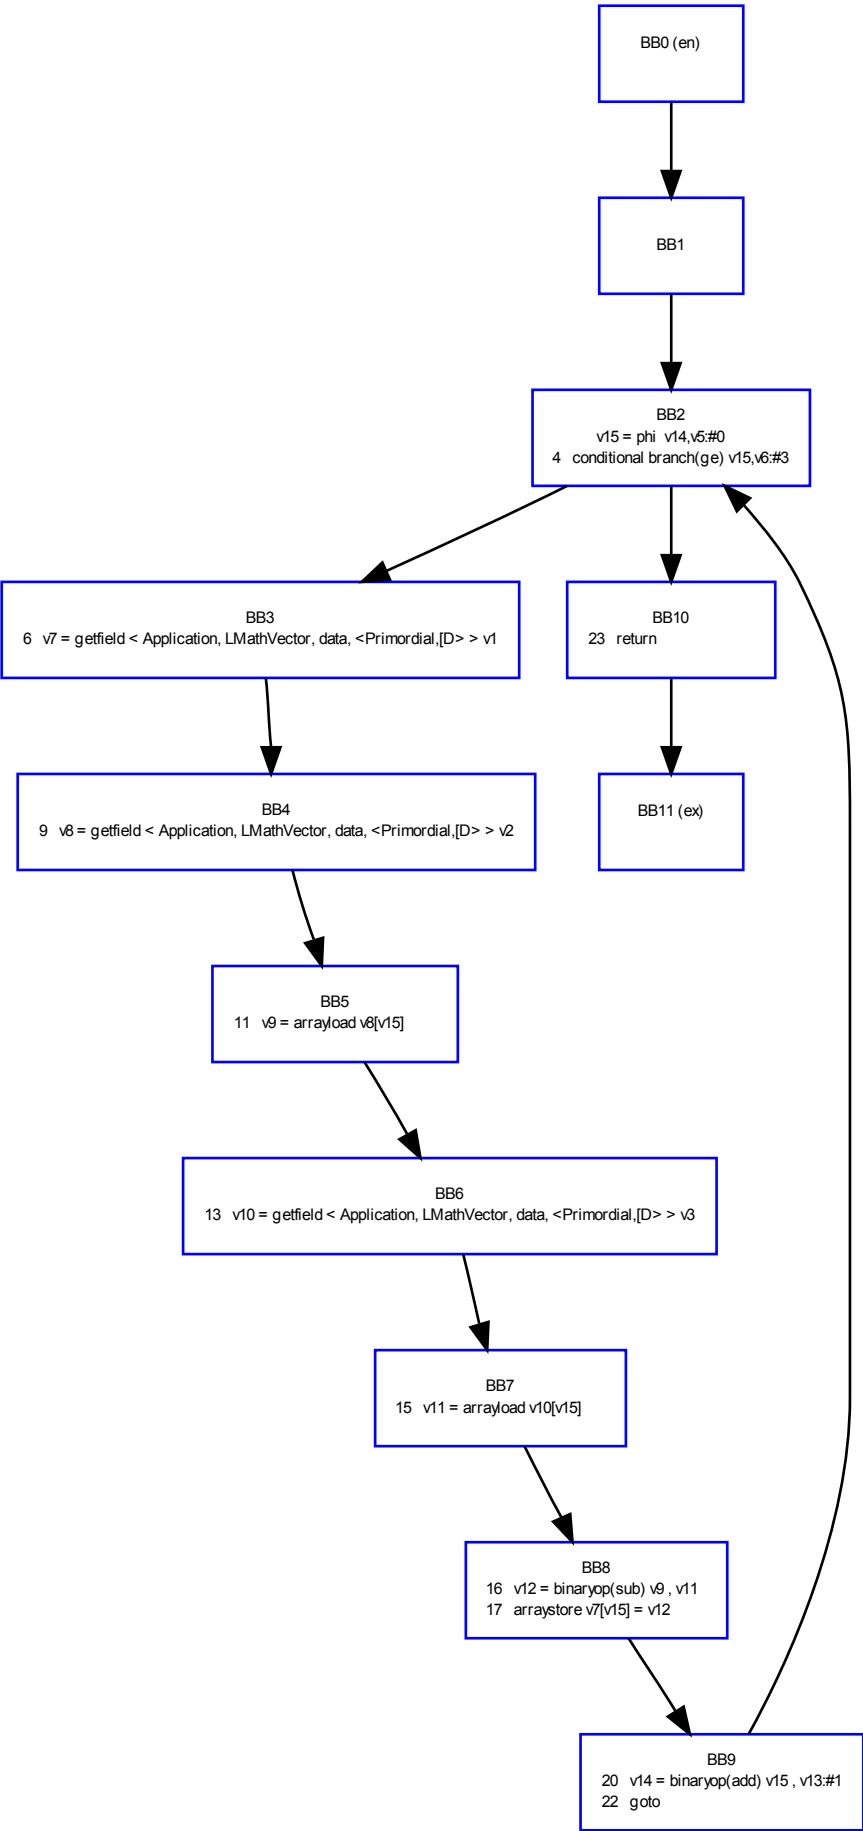 BB0 (en)
BB1
BB2
v15 = phi v14,v5:#0
4 conditional branch(ge) v15,v6:#3
BB3
6 v7 = getfield < Application, LMathVector, data, <Primordial,[D> > v1
BB10
23 return
BB4
9 v8 = getfield < Application, LMathVector, data, <Primordial,[D> > v2
BB11 (ex)
BB5
11 v9 = arrayload v8[v15]
BB6
13 v10 = getfield < Application, LMathVector, data, <Primordial,[D> > v3
BB7
15 v11 = arrayload v10[v15]
BB8
16 v12 = binaryop(sub) v9 , v11
17 arraystore v7[v15] = v12
BB9
20 v14 = binaryop(add) v15 , v13:#1
22 goto